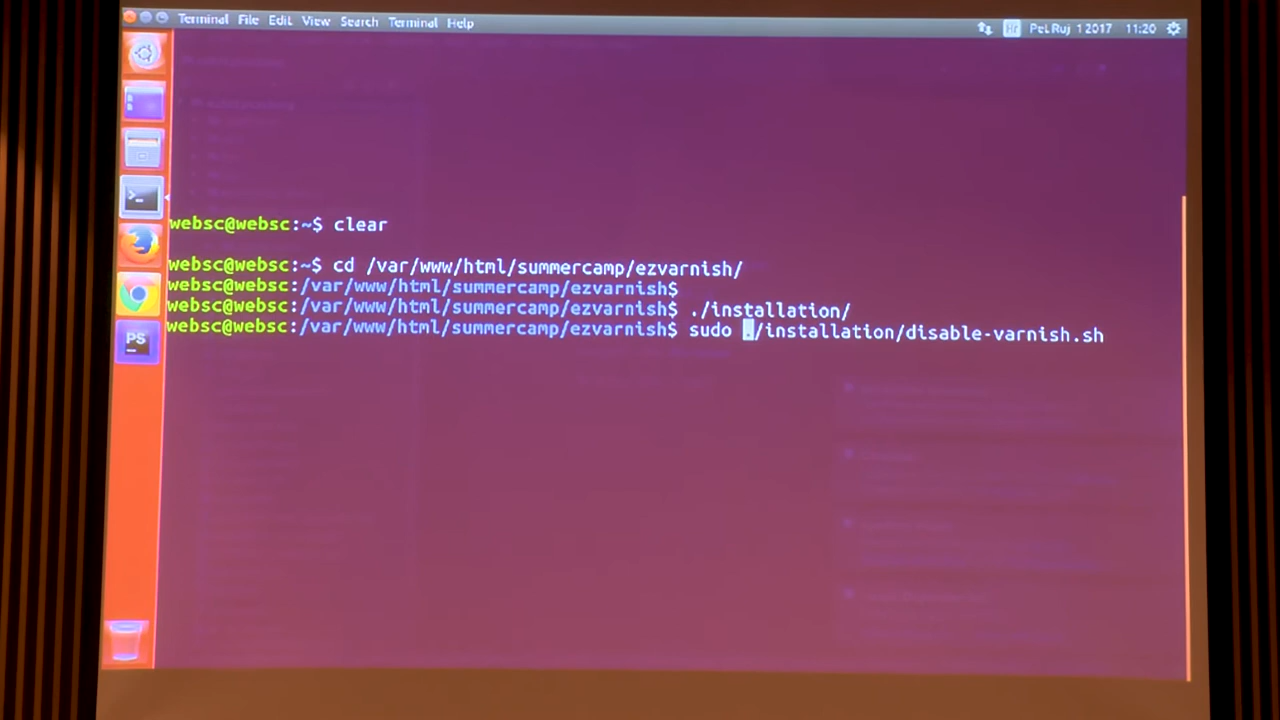 Terminal File Edit View Search Terminal Help
Hr Pet Ruj 1 2017 11:20
websc@websc:~$ clear
websc@websc:~$ cd /var/www/html/summercamp/ezvarnish/
websc@websc:/var/www/html/summercamp/ezvarnish$
websc@websc:/var/www/html/summercamp/ezvarnish$ ./installation/
websc@websc:/var/www/html/summercamp/ezvarnish$ sudo ./installation/disable-varnish.sh
PS